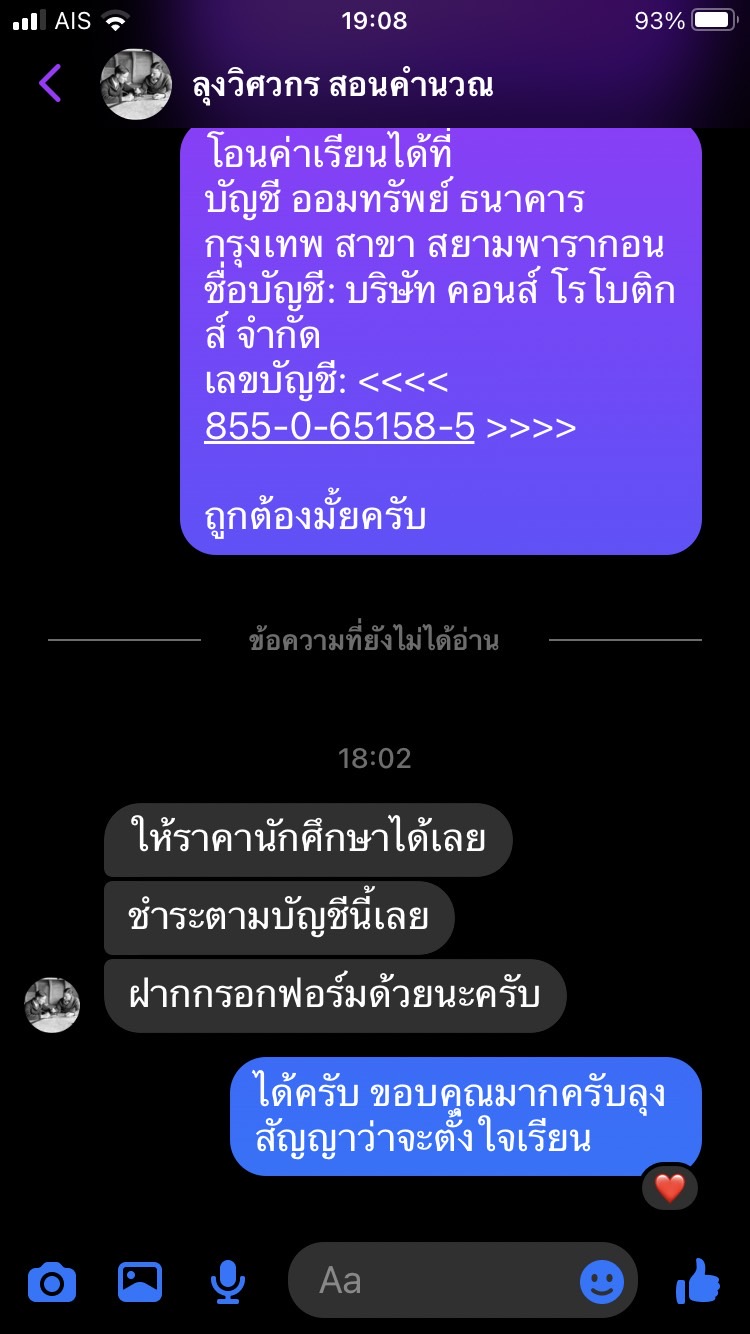 AIS 19:08 93%
ลุงวิศวกร สอนคำนวณ
โอนค่าเรียนได้ที่
บัญชี ออมทรัพย์ ธนาคาร
กรุงเทพ สาขา สยามพารากอน
ชื่อบัญชี: บริษัท คอนส์ โรโบติก
ส์ จำกัด
เลขบัญชี: <<<<
855-0-65158-5 >>>>
ถูกต้องมั้ยครับ
ข้อความที่ยังไม่ได้อ่าน
18:02
ให้ราคานักศึกษาได้เลย
ชำระตามบัญชีนี้เลย
ฝากกรอกฟอร์มด้วยนะครับ
ได้ครับ ขอบคุณมากครับลุง
สัญญาว่าจะตั้งใจเรียน
Aa